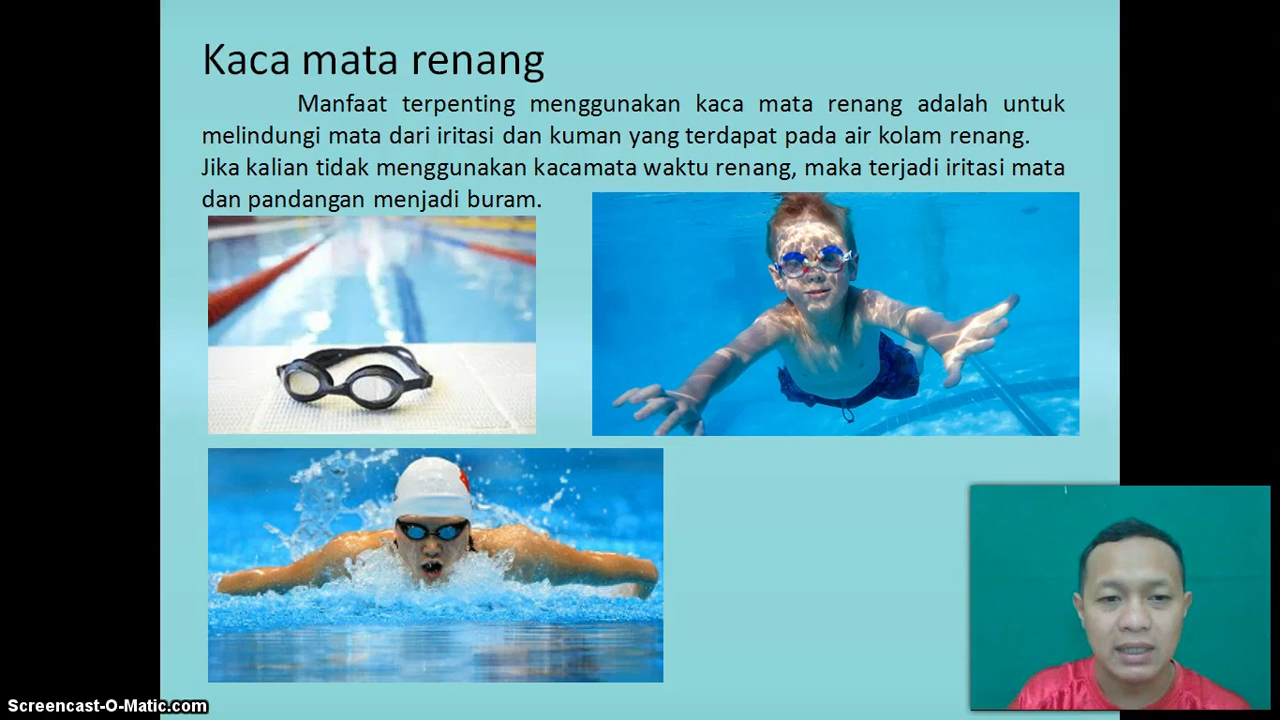 Kaca mata renang
Manfaat terpenting menggunakan kaca mata renang adalah untuk
melindungi mata dari iritasi dan kuman yang terdapat pada air kolam renang.
Jika kalian tidak menggunakan kacamata waktu renang, maka terjadi iritasi mata
dan pandangan menjadi buram.
Screencast-O-Matic.com